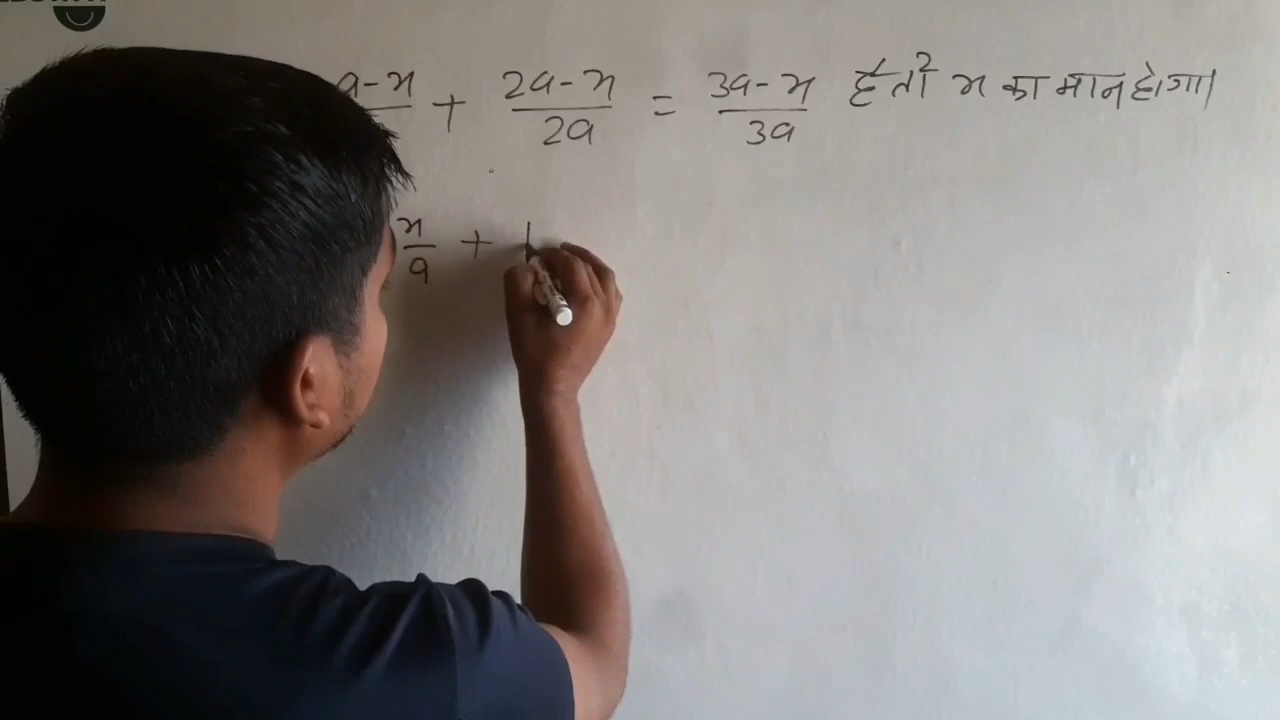 a-x/ + 2a-x/2a = 3a-x/3a है तो x का मान होगा।
x/a + 1